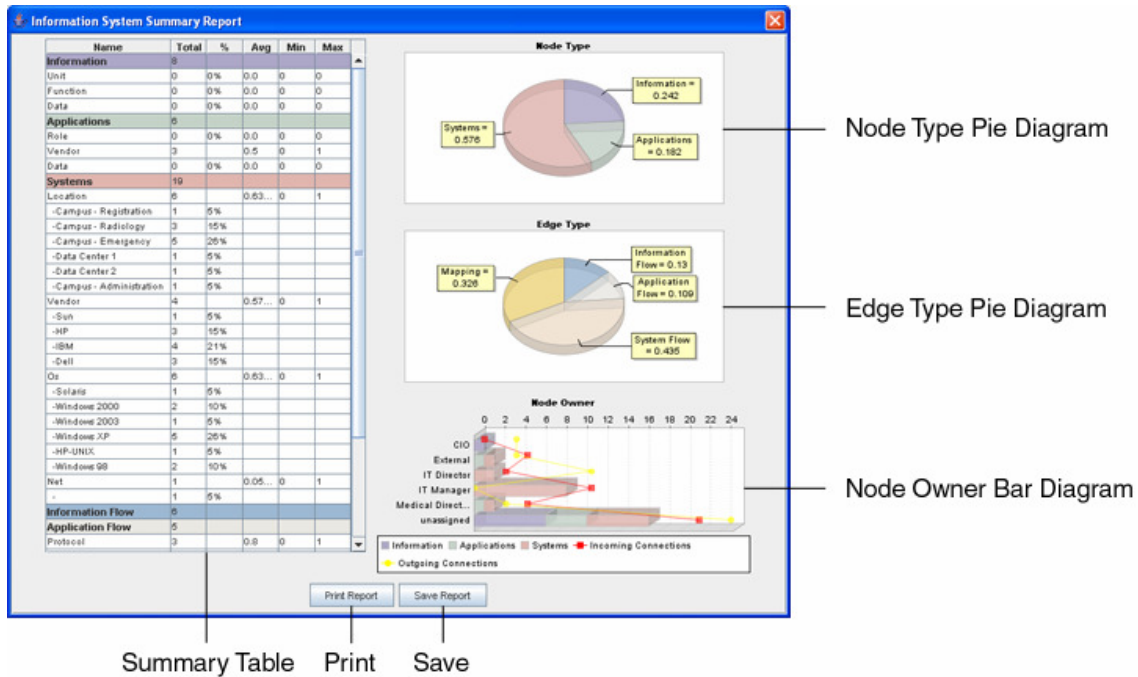 Information System Summary Report
Name Total % Avg Min Max
Information 8
Unit 0 0% 0.0 0 0
Function 0 0% 0.0 0 0
Data 0 0% 0.0 0 0
Applications 6
Role 0 0% 0.0 0 0
Vendor 3 0.5 0 1
Data 0 0% 0.0 0 0
Systems 19
Location 6 0.63... 0 1
-Campus - Registration 1 5%
-Campus - Radiology 3 15%
-Campus - Emergency 5 26%
-Data Center 1 1 5%
-Data Center 2 1 5%
-Campus - Administration 1 5%
Vendor 4 0.57... 0 1
-Sun 1 5%
-HP 3 15%
-IBM 4 21%
-Dell 3 15%
Os 6 0.63... 0 1
-Solaris 1 5%
-Windows 2000 2 10%
-Windows 2003 1 5%
-Windows XP 5 26%
-HP-UNIX 1 5%
-Windows 98 2 10%
Net 1 0.05... 0 1
- 1 5%
Information Flow 6
Application Flow 5
Protocol 3 0.8 0 1
Node Type
Information =
0.242
Systems =
0.576
Applications
= 0.182
Node Type Pie Diagram
Edge Type
Information
Flow = 0.13
Mapping =
0.326
Application
Flow = 0.109
System Flow
= 0.435
Edge Type Pie Diagram
Node Owner
0 2 4 6 8 10 12 14 16 18 20 22 24
CIO
External
IT Director
IT Manager
Medical Direct...
unassigned
Information Applications Systems Incoming Connections
Outgoing Connections
Node Owner Bar Diagram
Print Report Save Report
Summary Table Print Save